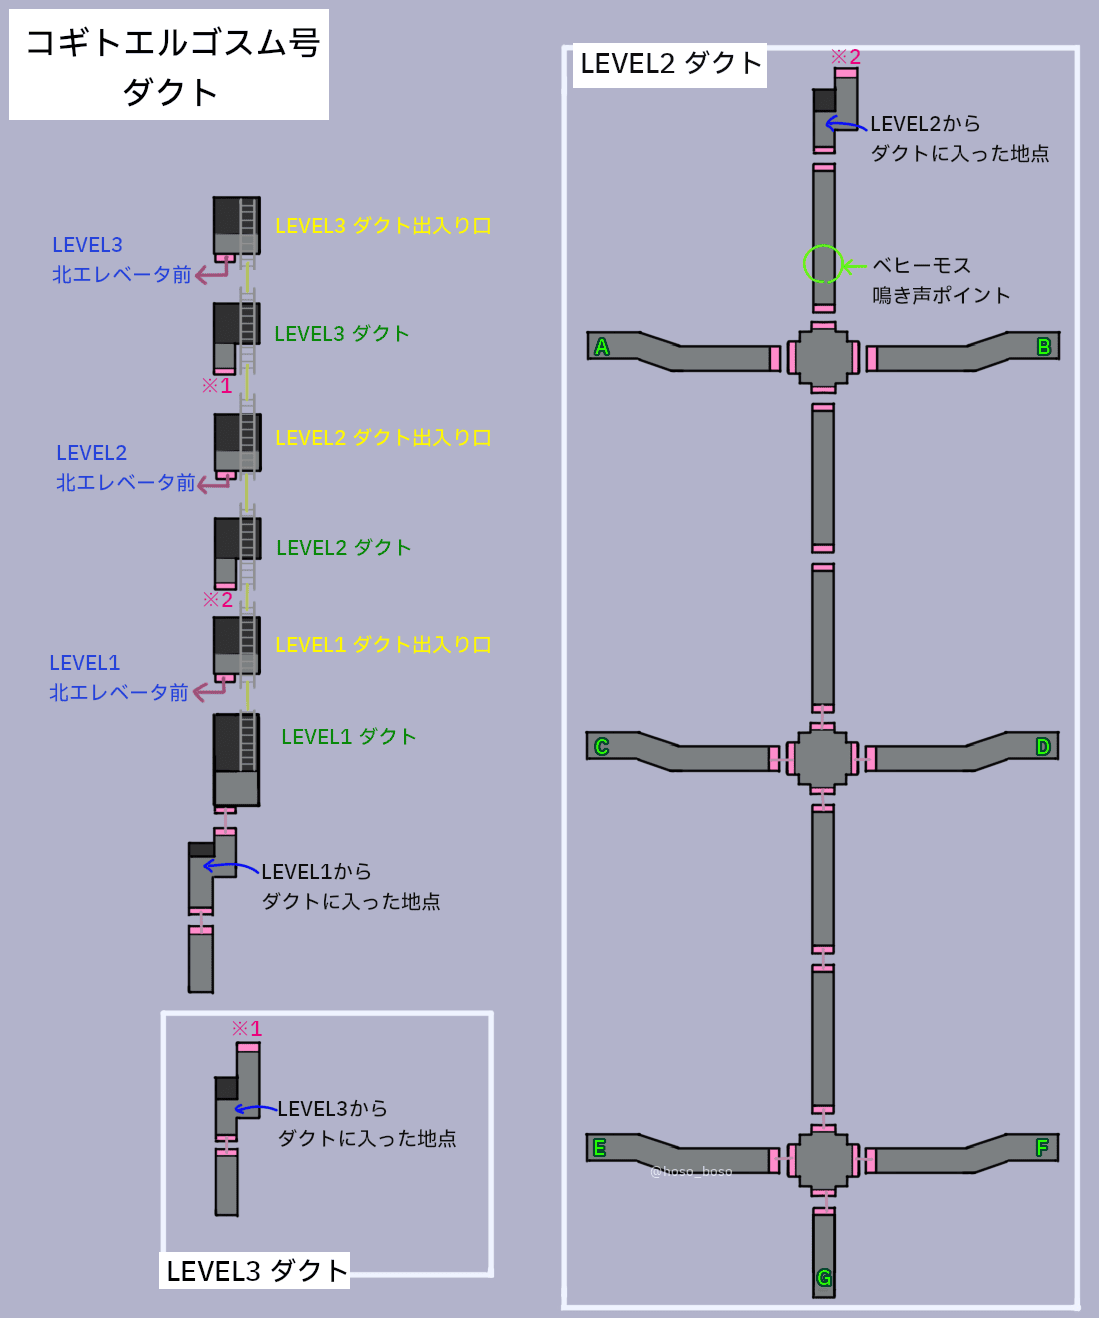 コギトエルゴスム号
ダクト
LEVEL3 ダクト出入り口
LEVEL3
北エレベータ前
LEVEL3 ダクト
※1
LEVEL2 ダクト出入り口
LEVEL2
北エレベータ前
LEVEL2 ダクト
※2
LEVEL1 ダクト出入り口
LEVEL1
北エレベータ前
LEVEL1 ダクト
LEVEL1から
ダクトに入った地点
※1
LEVEL3から
ダクトに入った地点
LEVEL3 ダクト
LEVEL2 ダクト
※2
LEVEL2から
ダクトに入った地点
ベヒーモス
鳴き声ポイント
A
B
C
D
E
F
@hoso_boso
G